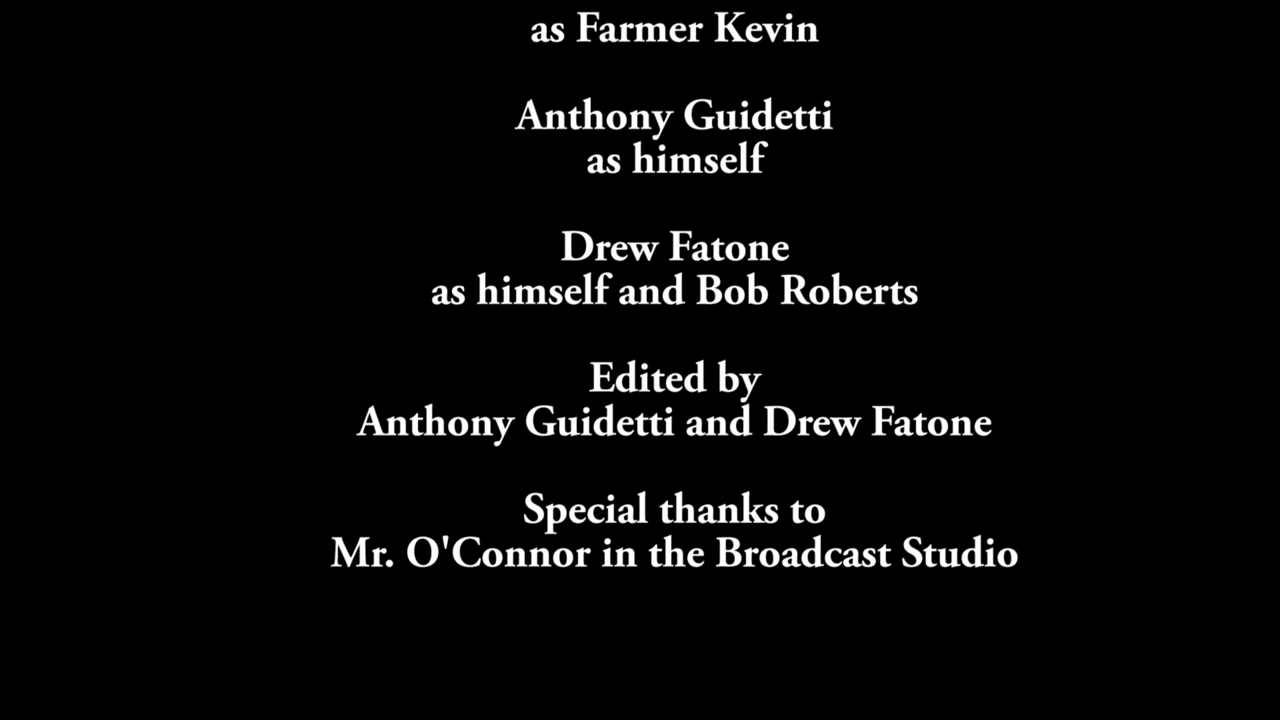 as Farmer Kevin
Anthony Guidetti
as himself
Drew Fatone
as himself and Bob Roberts
Edited by
Anthony Guidetti and Drew Fatone
Special thanks to
Mr. O'Connor in the Broadcast Studio